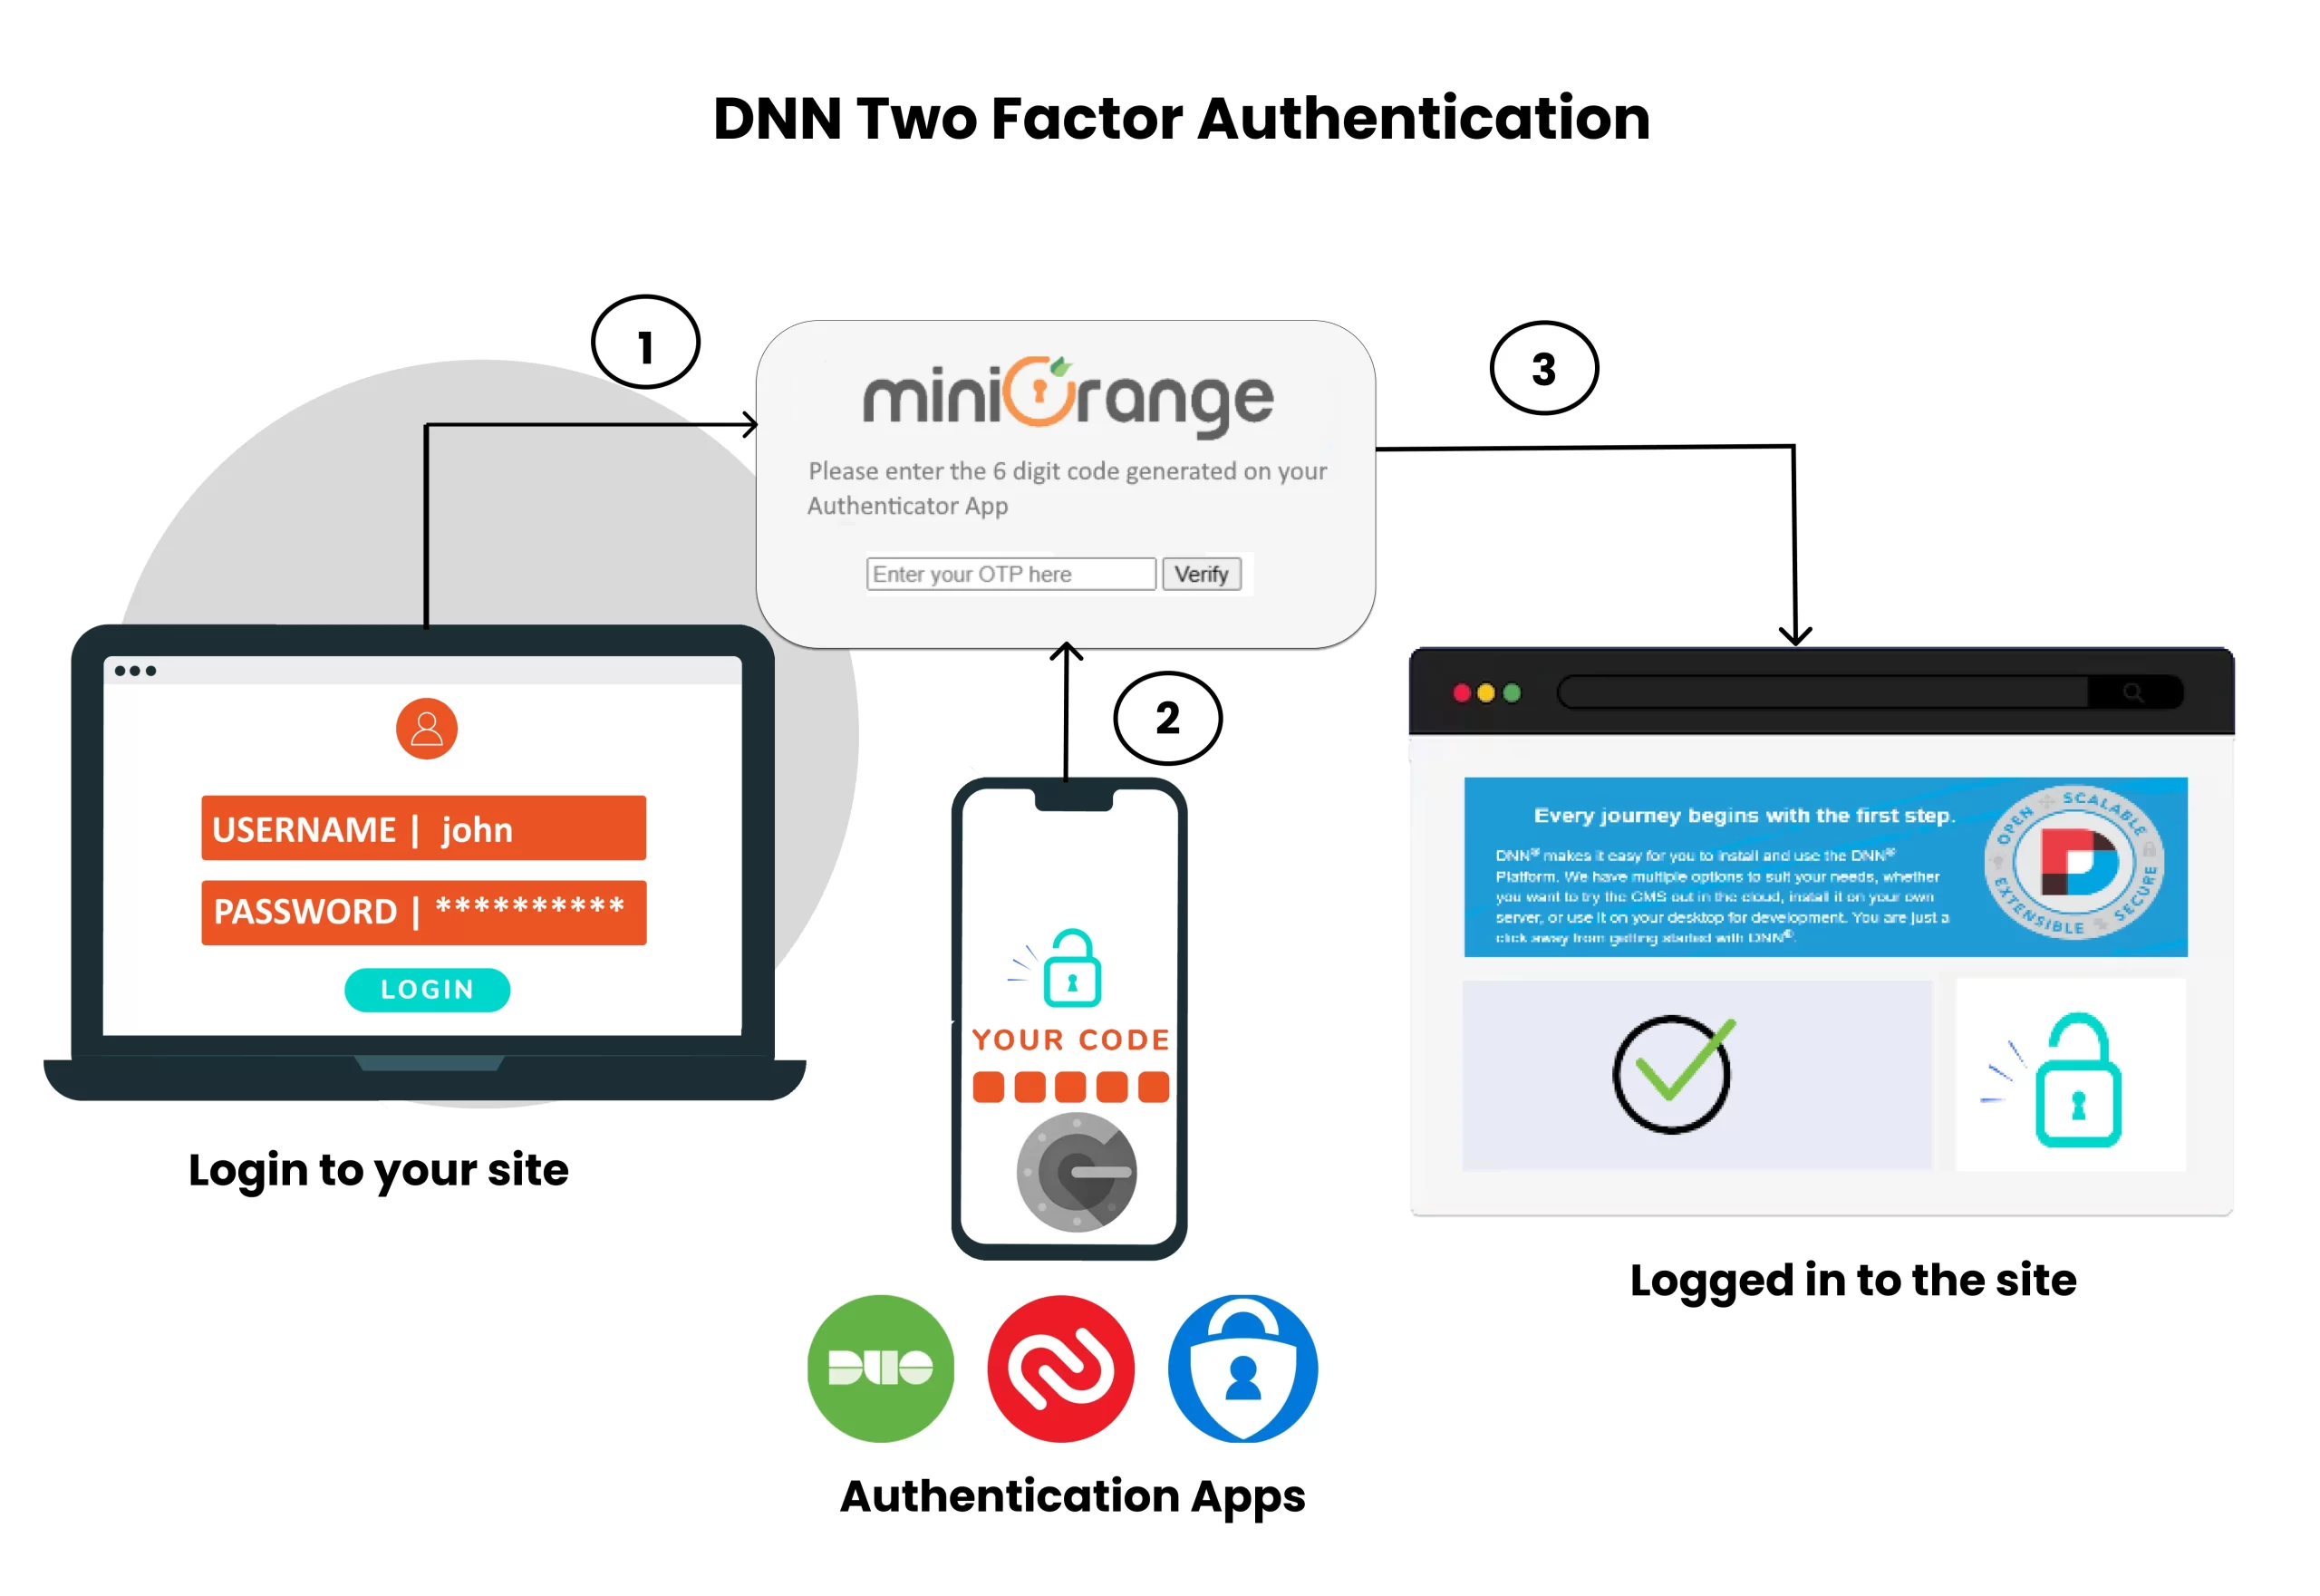 DNN Two Factor Authentication
1
miniOrange
Please enter the 6 digit code generated on your
Authenticator App
Enter your OTP here
Verify
3
2
USERNAME | john
PASSWORD | **********
LOGIN
Login to your site
YOUR CODE
DUO
Authentication Apps
Every journey begins with the first step.
DNN® makes it easy for you to install and use the DNN®
Platform. We have multiple options to suit your needs, whether
you want to try the CMS out in the cloud, install it on your own
server, or use it on your desktop for development. You are just a
click away from getting started with DNN®.
OPEN SCALABLE SECURE EXTENSIBLE
Logged in to the site